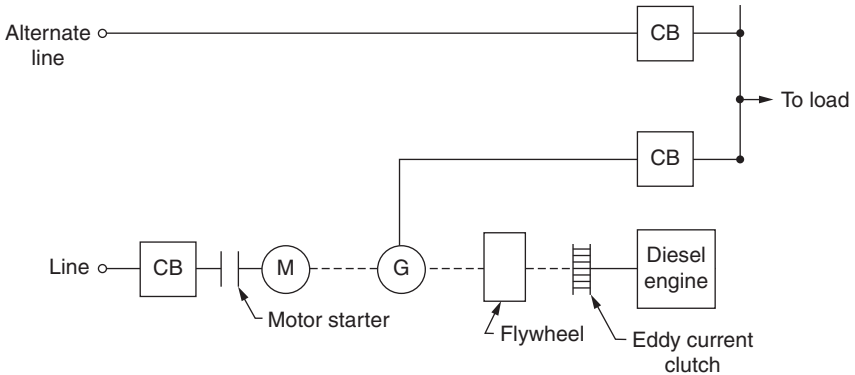 Alternate
line
CB
To load
CB
Line
CB
M
G
Diesel
engine
Motor starter
Flywheel
Eddy current
clutch